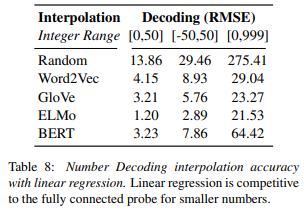 Interpolation Decoding (RMSE)
Integer Range [0,50] [-50,50] [0,999]
Random 13.86 29.46 275.41
Word2Vec 4.15 8.93 29.04
GloVe 3.21 5.76 23.27
ELMo 1.20 2.89 21.53
BERT 3.23 7.86 64.42
Table 8: Number Decoding interpolation accuracy
with linear regression. Linear regression is competitive
to the fully connected probe for smaller numbers.